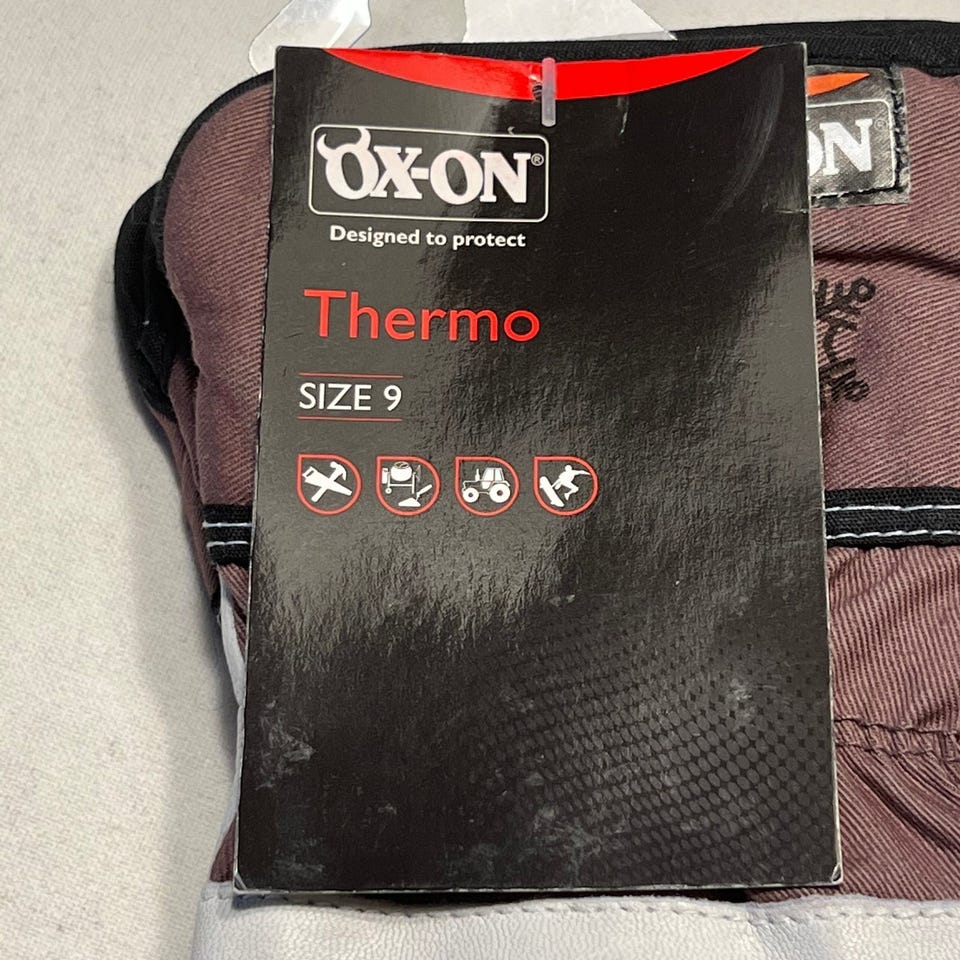 OX-ON®
Designed to protect
Thermo
SIZE 9
ON